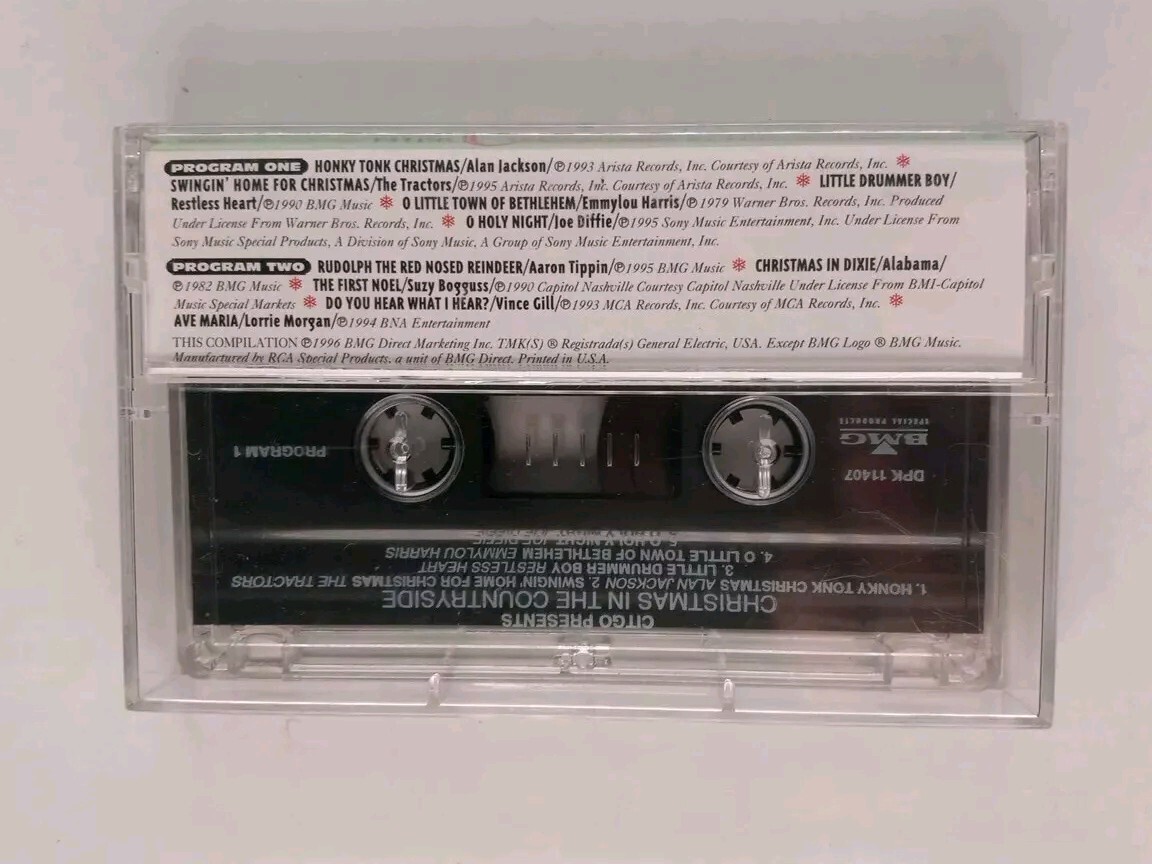 PROGRAM ONE HONKY TONK CHRISTMAS/Alan Jackson/℗1993 Arista Records, Inc. Courtesy of Arista Records, Inc. ❄
SWINGIN' HOME FOR CHRISTMAS/The Tractors/℗1995 Arista Records, Inc. Courtesy of Arista Records, Inc. ❄ LITTLE DRUMMER BOY/
Restless Heart/℗1990 BMG Music ❄ O LITTLE TOWN OF BETHLEHEM/Emmylou Harris/℗1979 Warner Bros. Records, Inc. Produced
Under License From Warner Bros. Records, Inc. ❄ O HOLY NIGHT/Joe Diffie/℗1995 Sony Music Entertainment, Inc. Under License From
Sony Music Special Products, A Division of Sony Music, A Group of Sony Music Entertainment, Inc.
PROGRAM TWO RUDOLPH THE RED NOSED REINDEER/Aaron Tippin/℗1995 BMG Music ❄ CHRISTMAS IN DIXIE/Alabama/
℗1982 BMG Music ❄ THE FIRST NOEL/Suzy Bogguss/℗1990 Capitol Nashville Courtesy Capitol Nashville Under License From BMI-Capitol
Music Special Markets ❄ DO YOU HEAR WHAT I HEAR?/Vince Gill/℗1993 MCA Records, Inc. Courtesy of MCA Records, Inc. ❄
AVE MARIA/Lorrie Morgan/℗1994 BNA Entertainment
THIS COMPILATION ℗1996 BMG Direct Marketing Inc. TMK(S) ® Registrada(s) General Electric, USA. Except BMG Logo ® BMG Music.
Manufactured by RCA Special Products, a unit of BMG Direct. Printed in U.S.A.
CITGO PRESENTS
CHRISTMAS IN THE COUNTRYSIDE
1. HONKY TONK CHRISTMAS ALAN JACKSON 2. SWINGIN' HOME FOR CHRISTMAS THE TRACTORS
3. LITTLE DRUMMER BOY RESTLESS HEART
4. O LITTLE TOWN OF BETHLEHEM EMMYLOU HARRIS
5. O HOLY NIGHT JOE DIFFIE
DPK 11407
BMG
SPECIAL PRODUCTS
PROGRAM 1